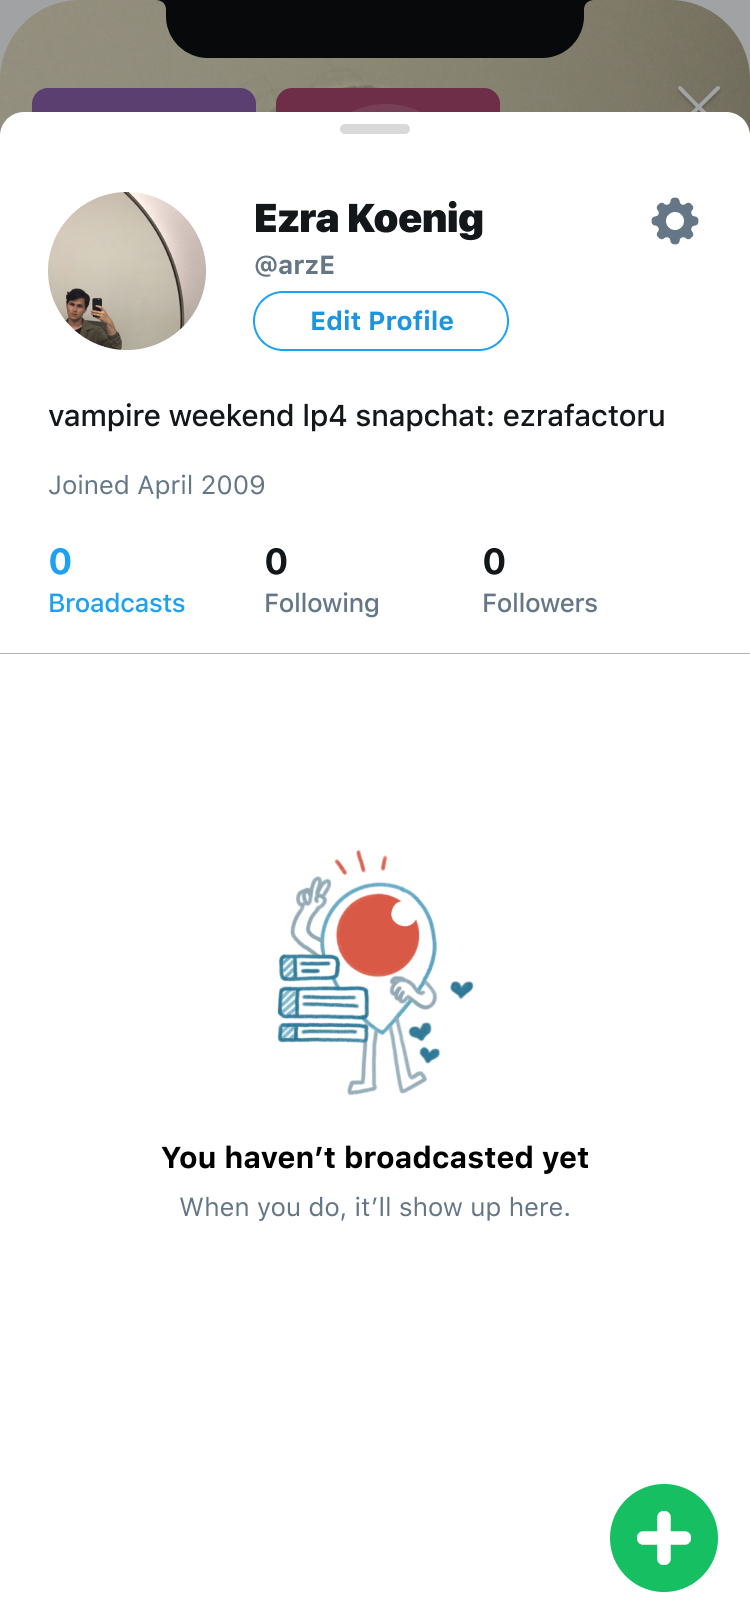 Ezra Koenig
@arzE
Edit Profile
vampire weekend lp4 snapchat: ezrafactoru
Joined April 2009
0 0 0
Broadcasts Following Followers
You haven’t broadcasted yet
When you do, it’ll show up here.